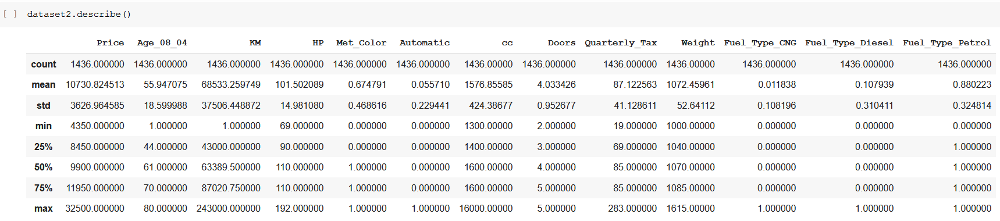 [ ] dataset2.describe()
Price Age_08_04 KM HP Met_Color Automatic cc Doors Quarterly_Tax Weight Fuel_Type_CNG Fuel_Type_Diesel Fuel_Type_Petrol
count 1436.000000 1436.000000 1436.000000 1436.000000 1436.000000 1436.000000 1436.00000 1436.000000 1436.000000 1436.00000 1436.000000 1436.000000 1436.000000
mean 10730.824513 55.947075 68533.259749 101.502089 0.674791 0.055710 1576.85585 4.033426 87.122563 1072.45961 0.011838 0.107939 0.880223
std 3626.964585 18.599988 37506.448872 14.981080 0.468616 0.229441 424.38677 0.952677 41.128611 52.64112 0.108196 0.310411 0.324814
min 4350.000000 1.000000 1.000000 69.000000 0.000000 0.000000 1300.00000 2.000000 19.000000 1000.00000 0.000000 0.000000 0.000000
25% 8450.000000 44.000000 43000.000000 90.000000 0.000000 0.000000 1400.00000 3.000000 69.000000 1040.00000 0.000000 0.000000 1.000000
50% 9900.000000 61.000000 63389.500000 110.000000 1.000000 0.000000 1600.00000 4.000000 85.000000 1070.00000 0.000000 0.000000 1.000000
75% 11950.000000 70.000000 87020.750000 110.000000 1.000000 0.000000 1600.00000 5.000000 85.000000 1085.00000 0.000000 0.000000 1.000000
max 32500.000000 80.000000 243000.000000 192.000000 1.000000 1.000000 16000.00000 5.000000 283.000000 1615.00000 1.000000 1.000000 1.000000